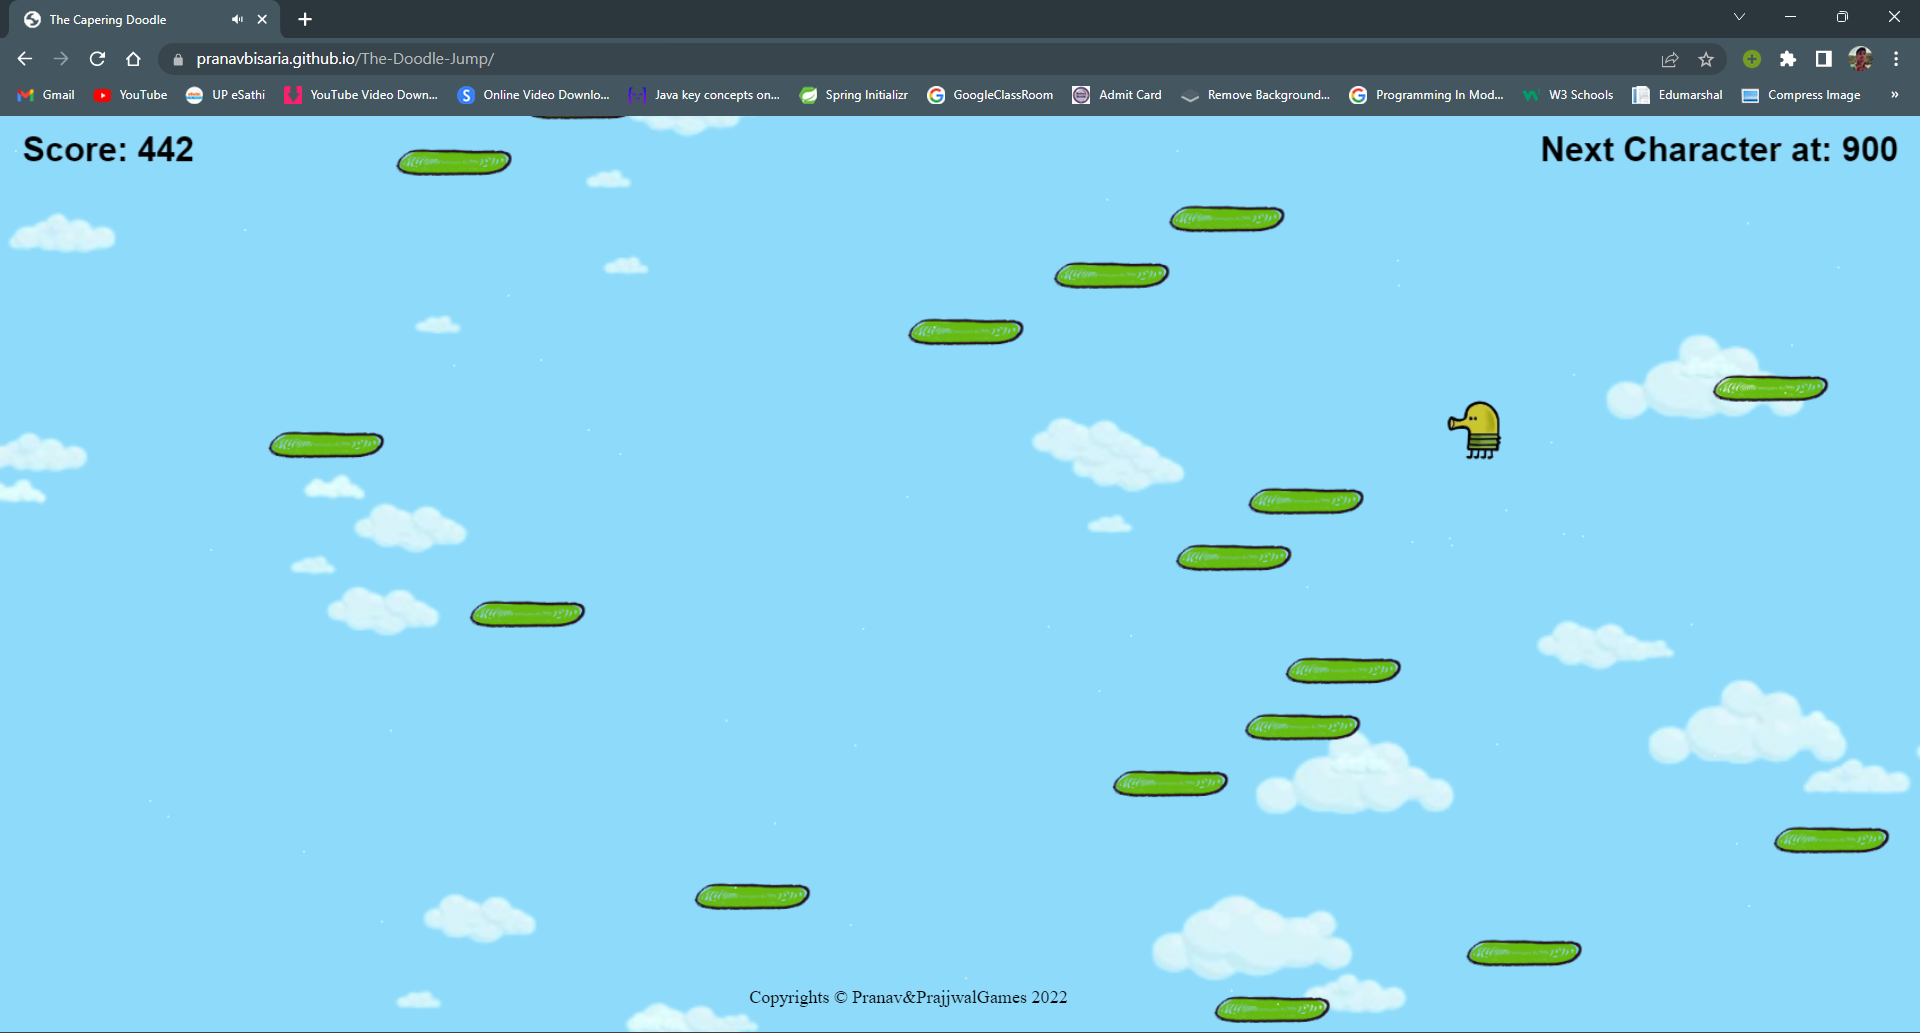 The Capering Doodle
pranavbisaria.github.io/The-Doodle-Jump/
Gmail YouTube UP eSathi YouTube Video Down... Online Video Downlo... Java key concepts on... Spring Initializr GoogleClassRoom Admit Card Remove Background... Programming In Mod... W3 Schools Edumarshal Compress Image »
Score: 442 Next Character at: 900
Copyrights © Pranav&PrajjwalGames 2022